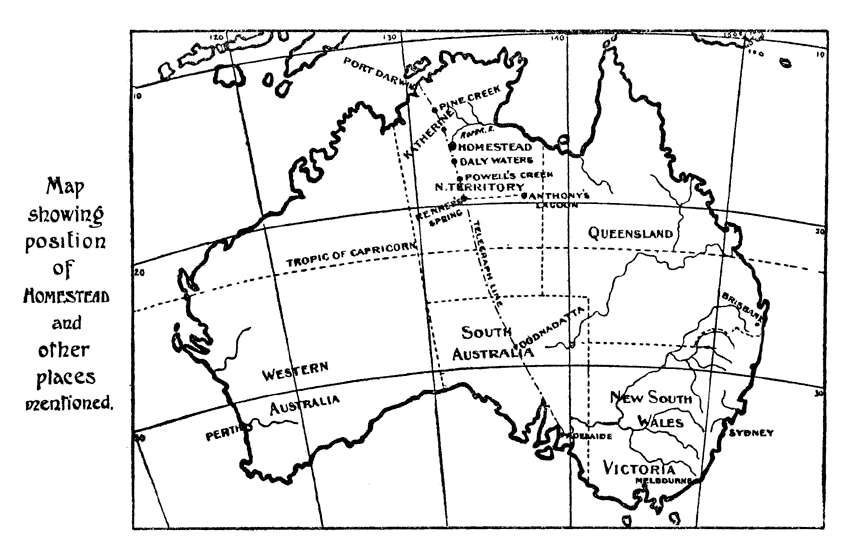 Map
showing
position
of
HOMESTEAD
and
other
places
mentioned.
120
130
140
150
10
10
PORT DARWIN
PINE CREEK
KATHERINE
ROPER. R.
HOMESTEAD
DALY WATERS
POWELL'S CREEK
N. TERRITORY
ANTHONY'S
LAGOON
RENNER'S
SPRING
20
20
TELEGRAPH LINE
QUEENSLAND
TROPIC OF CAPRICORN
BRISBANE
OODNADATTA
SOUTH
AUSTRALIA
WESTERN
AUSTRALIA
30
30
NEW SOUTH
WALES
PERTH
ADELAIDE
SYDNEY
VICTORIA
MELBOURNE